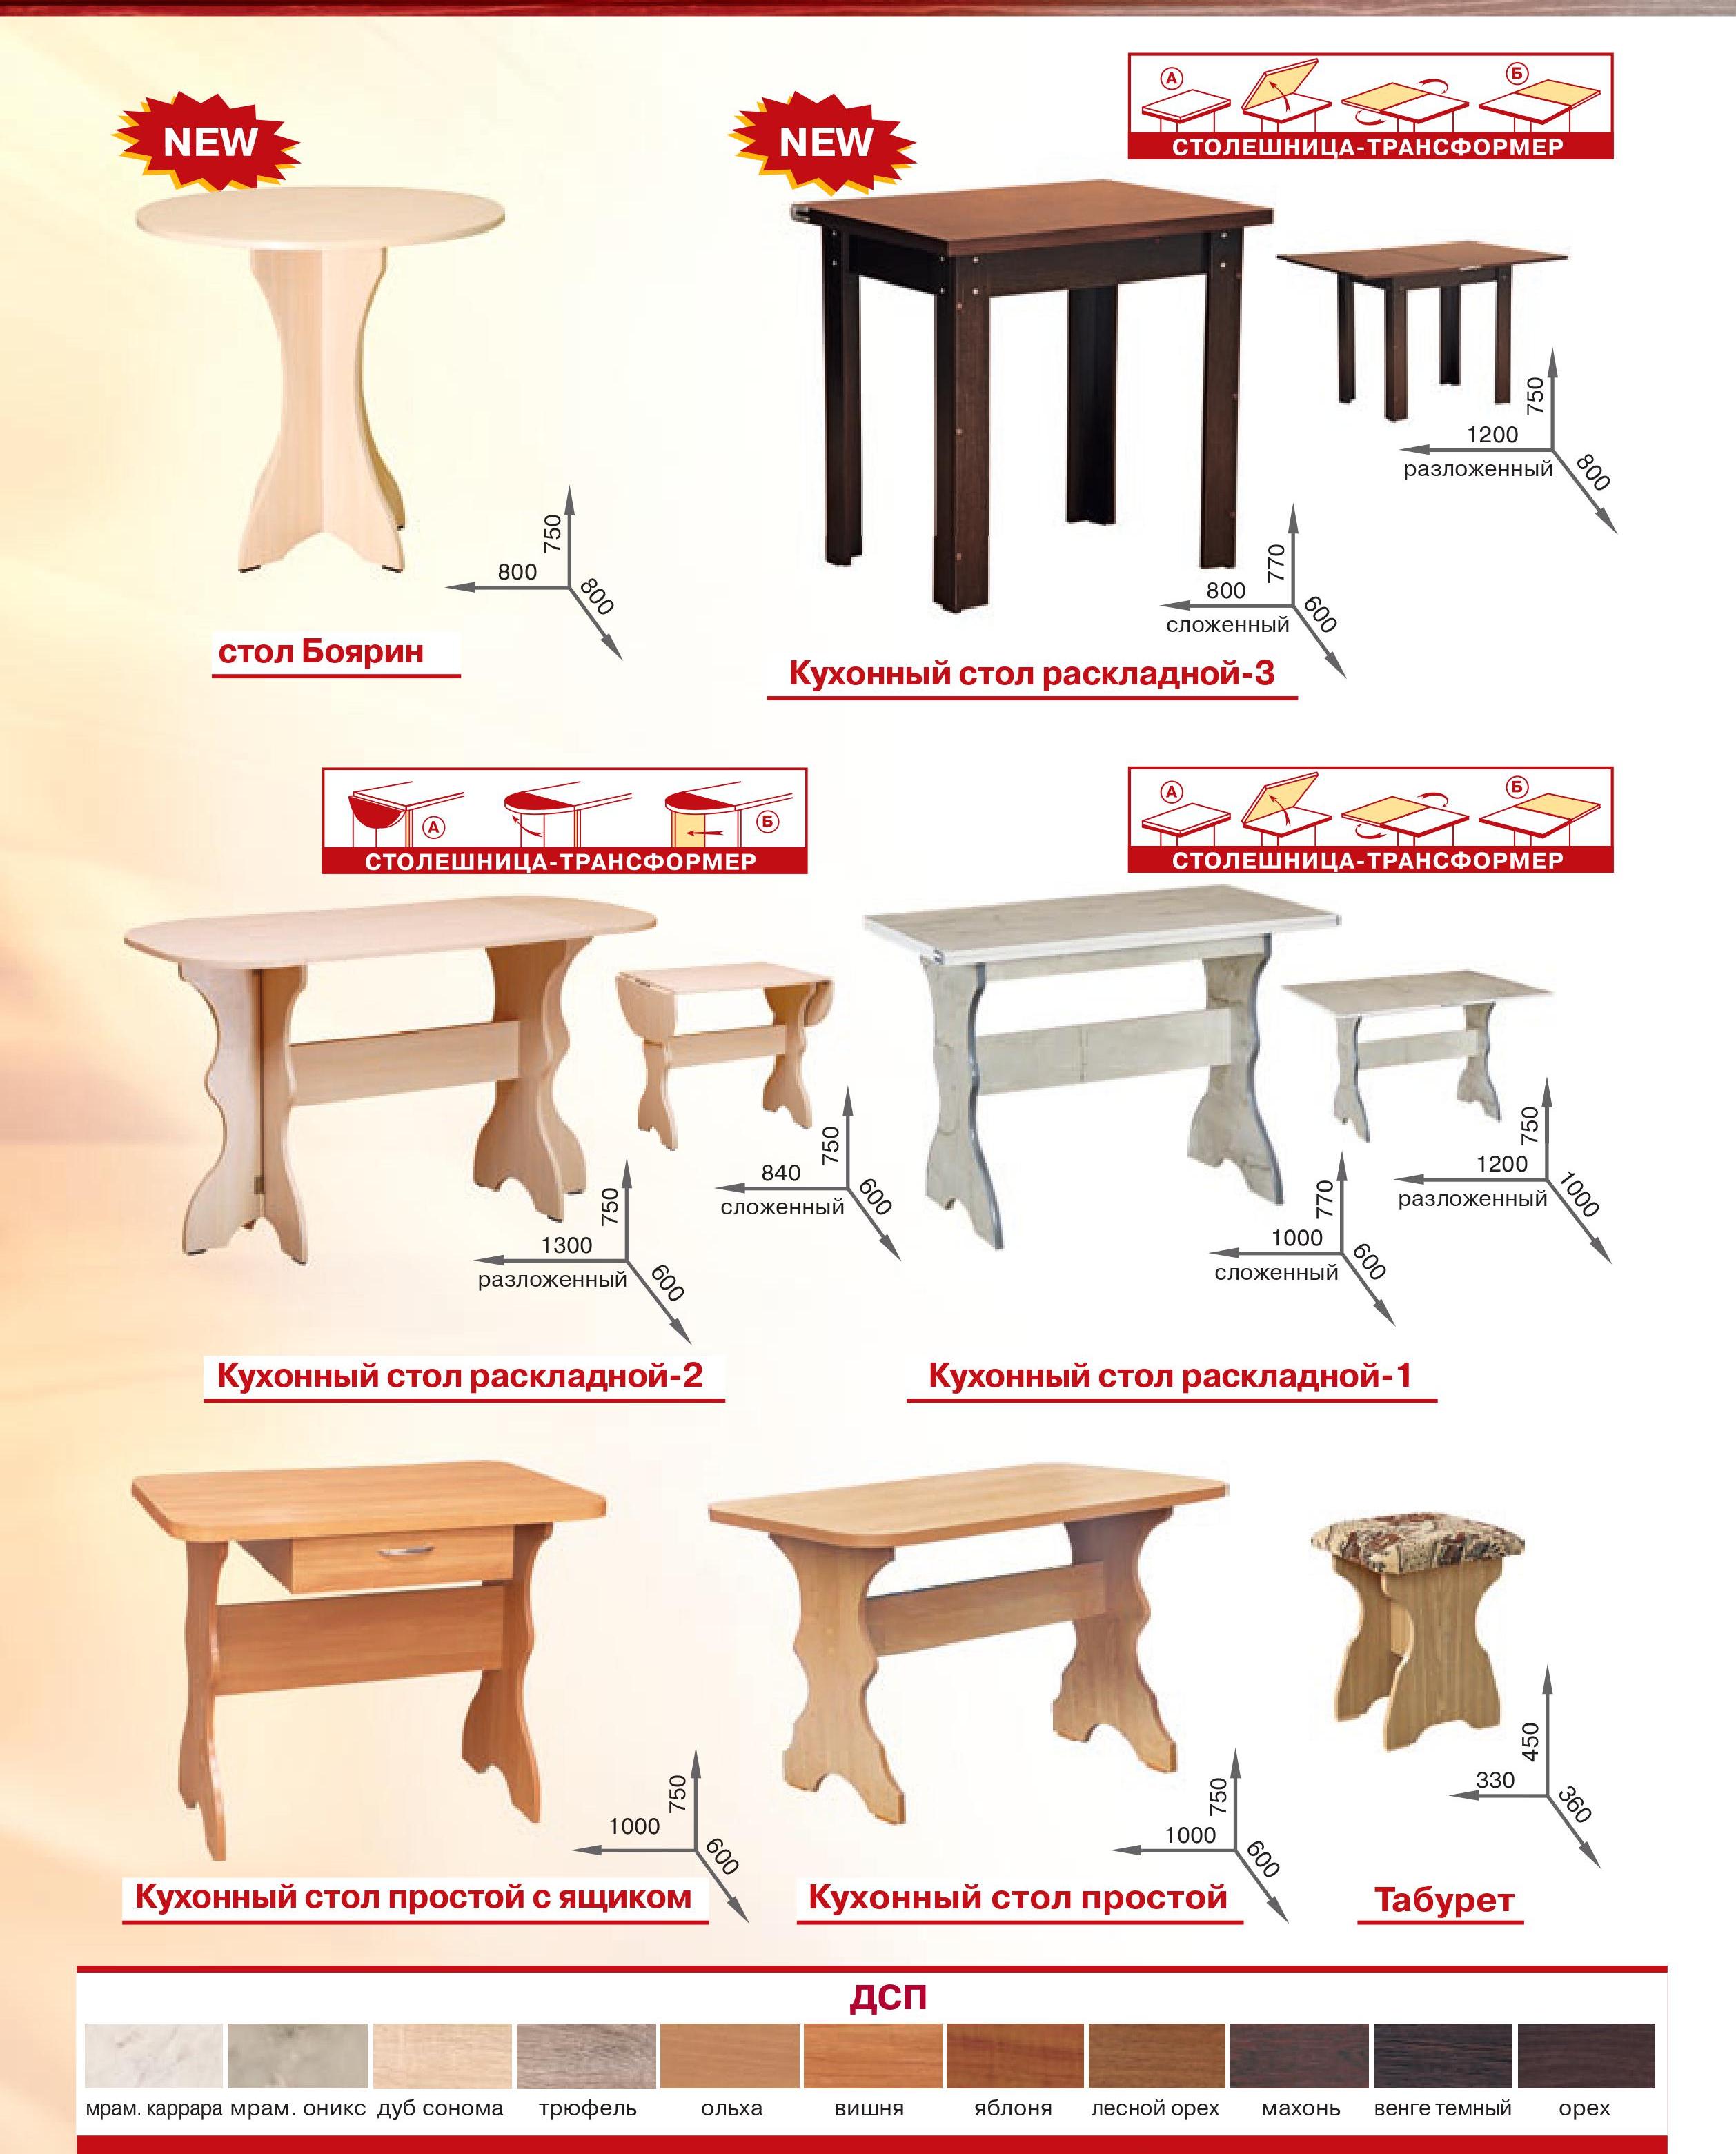 NEW
NEW
А
Б
СТОЛЕШНИЦА-ТРАНСФОРМЕР
750
1200
разложенный
800
750
800
800
770
800
сложенный
600
стол Боярин
Кухонный стол раскладной-3
А
Б
СТОЛЕШНИЦА-ТРАНСФОРМЕР
А
Б
СТОЛЕШНИЦА-ТРАНСФОРМЕР
750
840
сложенный
600
750
1300
разложенный
600
750
1200
разложенный
1000
770
1000
сложенный
600
Кухонный стол раскладной-2
Кухонный стол раскладной-1
750
1000
600
750
1000
600
450
330
360
Кухонный стол простой с ящиком
Кухонный стол простой
Табурет
ДСП
мрам. каррара мрам. оникс дуб сонома трюфель ольха вишня яблоня лесной орех махонь венге темный орех